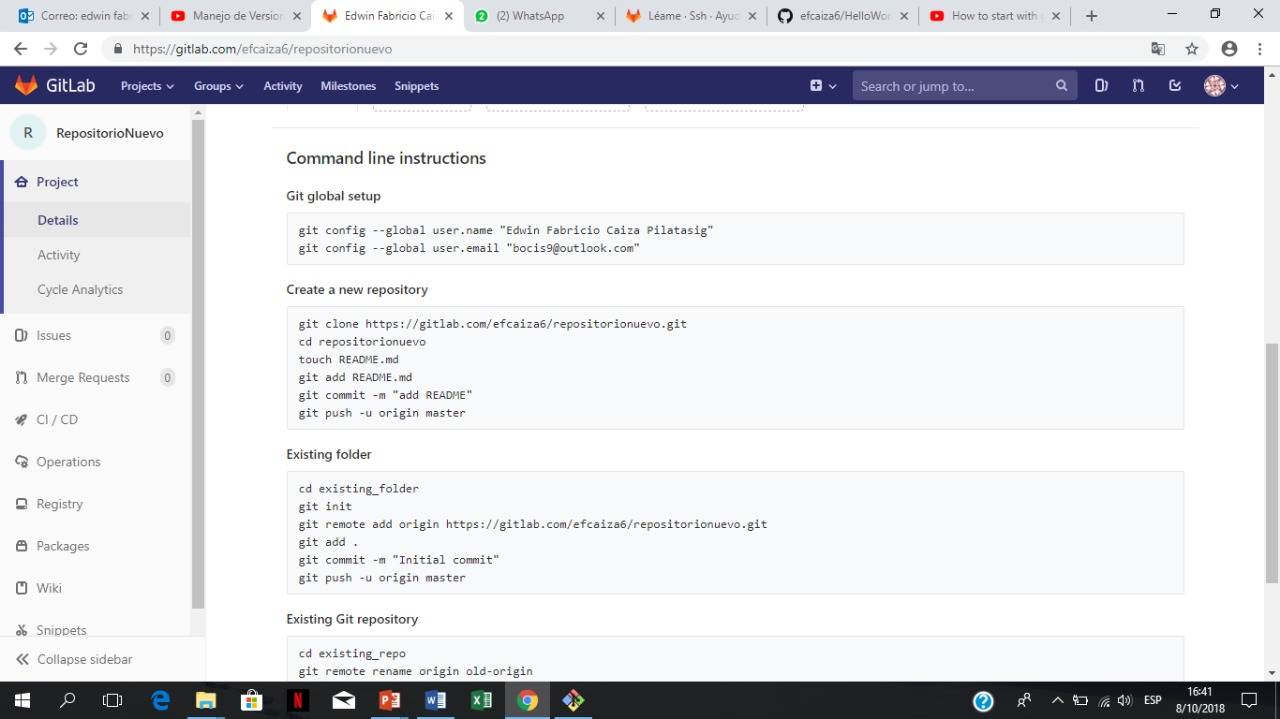 Correo: edwin fab
Manejo de Version
Edwin Fabricio Cai
(2) WhatsApp
Léame · Ssh · Ayud
efcaiza6/HelloWor
How to start with g
https://gitlab.com/efcaiza6/repositorionuevo
GitLab
Projects
Groups
Activity
Milestones
Snippets
Search or jump to...
R
RepositorioNuevo
Project
Details
Activity
Cycle Analytics
Issues 0
Merge Requests 0
CI / CD
Operations
Registry
Packages
Wiki
Snippets
Collapse sidebar
Command line instructions
Git global setup
git config --global user.name "Edwin Fabricio Caiza Pilatasig"
git config --global user.email "bocis9@outlook.com"
Create a new repository
git clone https://gitlab.com/efcaiza6/repositorionuevo.git
cd repositorionuevo
touch README.md
git add README.md
git commit -m "add README"
git push -u origin master
Existing folder
cd existing_folder
git init
git remote add origin https://gitlab.com/efcaiza6/repositorionuevo.git
git add .
git commit -m "Initial commit"
git push -u origin master
Existing Git repository
cd existing_repo
git remote rename origin old-origin
ESP
16:41
8/10/2018